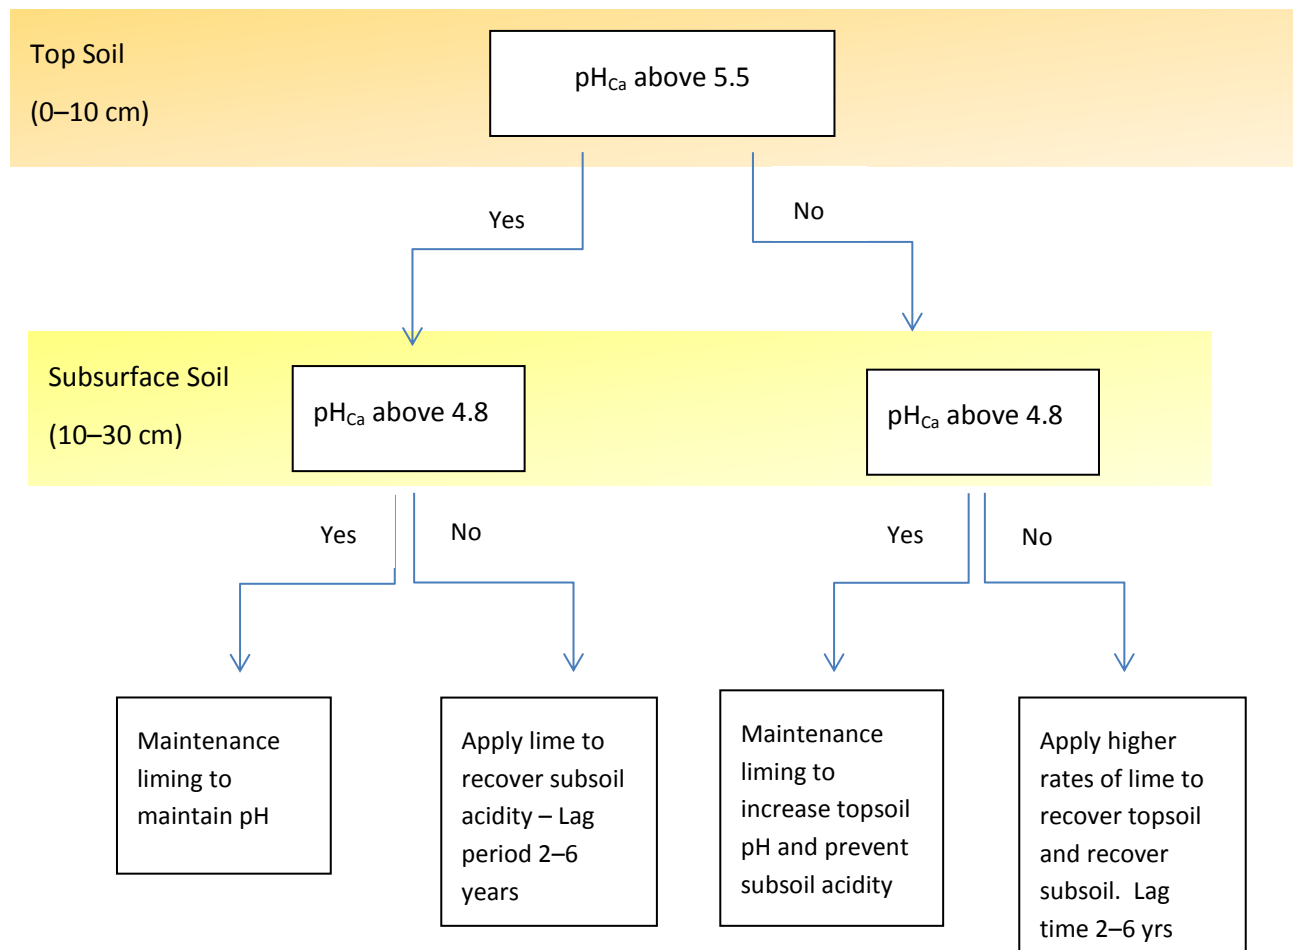 Top Soil
(0–10 cm)
pHCa above 5.5
Yes
No
Subsurface Soil
(10–30 cm)
pHCa above 4.8
pHCa above 4.8
Yes
No
Yes
No
Maintenance
liming to
maintain pH
Apply lime to
recover subsoil
acidity – Lag
period 2–6
years
Maintenance
liming to
increase topsoil
pH and prevent
subsoil acidity
Apply higher
rates of lime to
recover topsoil
and recover
subsoil.  Lag
time 2–6 yrs